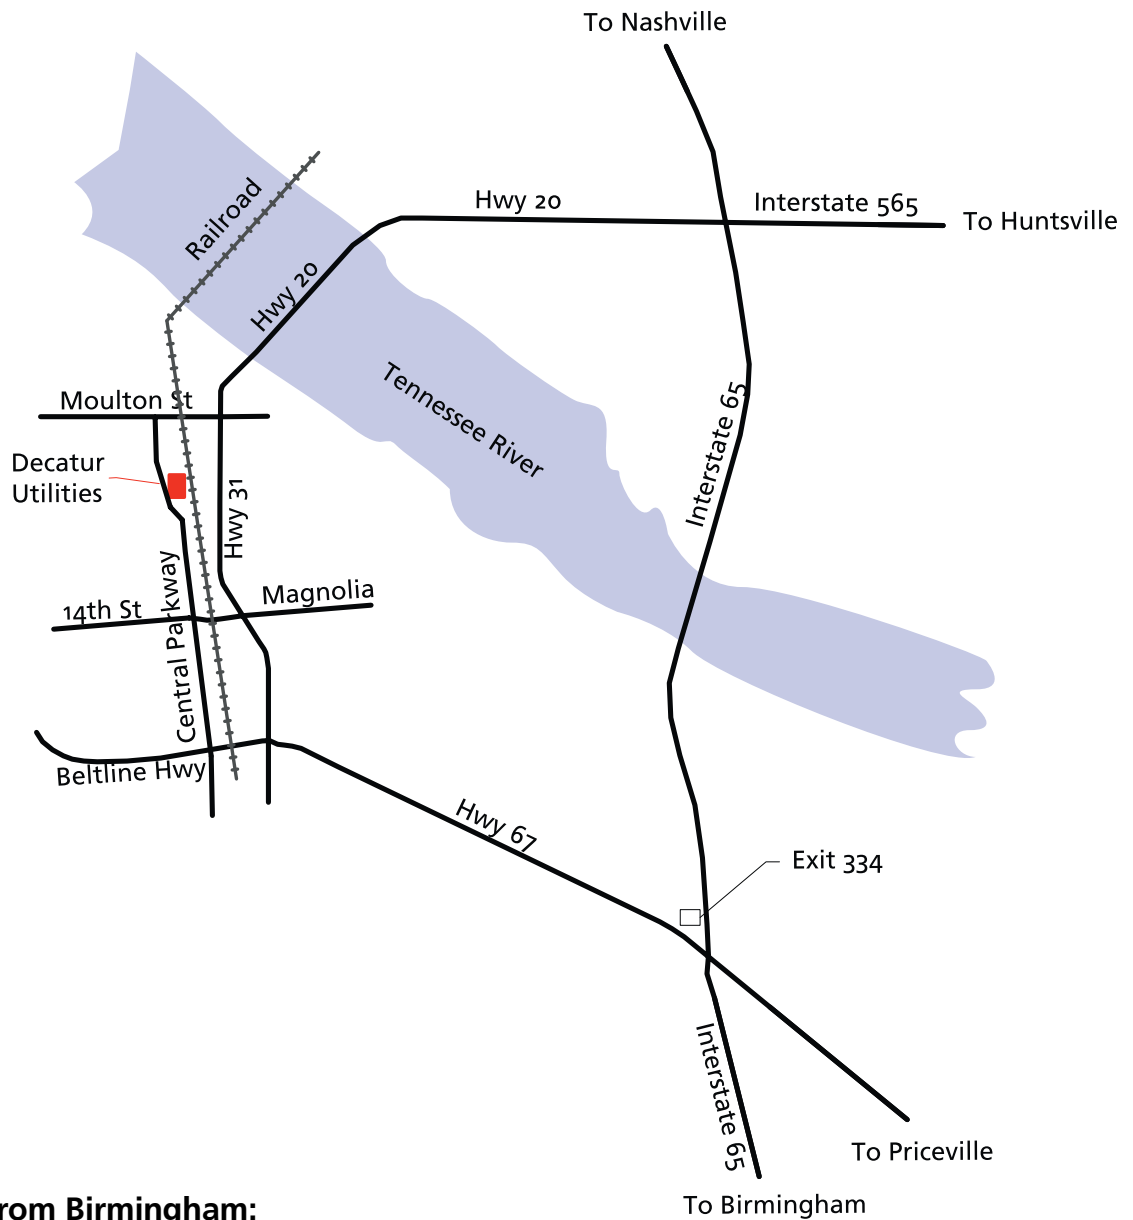 To Nashville
Railroad
Hwy 20
Interstate 565
To Huntsville
Hwy 20
Tennessee River
Interstate 65
Moulton St
Decatur
Utilities
Hwy 31
14th St
Magnolia
Central Parkway
Beltline Hwy
Hwy 67
Exit 334
Interstate 65
To Priceville
To Birmingham
rom Birmingham: